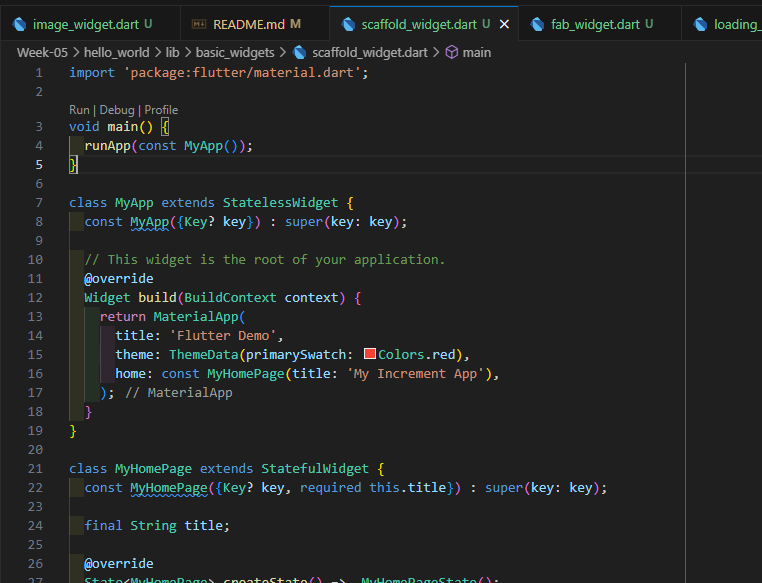 image_widget.dart U
README.md M
scaffold_widget.dart U
fab_widget.dart U
loading_
Week-05 > hello_world > lib > basic_widgets > scaffold_widget.dart > main
1 import 'package:flutter/material.dart';
2
Run | Debug | Profile
3 void main() {
4 runApp(const MyApp());
5 }
6
7 class MyApp extends StatelessWidget {
8 const MyApp({Key? key}) : super(key: key);
9
10 // This widget is the root of your application.
11 @override
12 Widget build(BuildContext context) {
13 return MaterialApp(
14 title: 'Flutter Demo',
15 theme: ThemeData(primarySwatch: Colors.red),
16 home: const MyHomePage(title: 'My Increment App'),
17 ); // MaterialApp
18 }
19 }
20
21 class MyHomePage extends StatefulWidget {
22 const MyHomePage({Key? key, required this.title}) : super(key: key);
23
24 final String title;
25
26 @override
27 State<MyHomePage> createState() => _MyHomePageState();